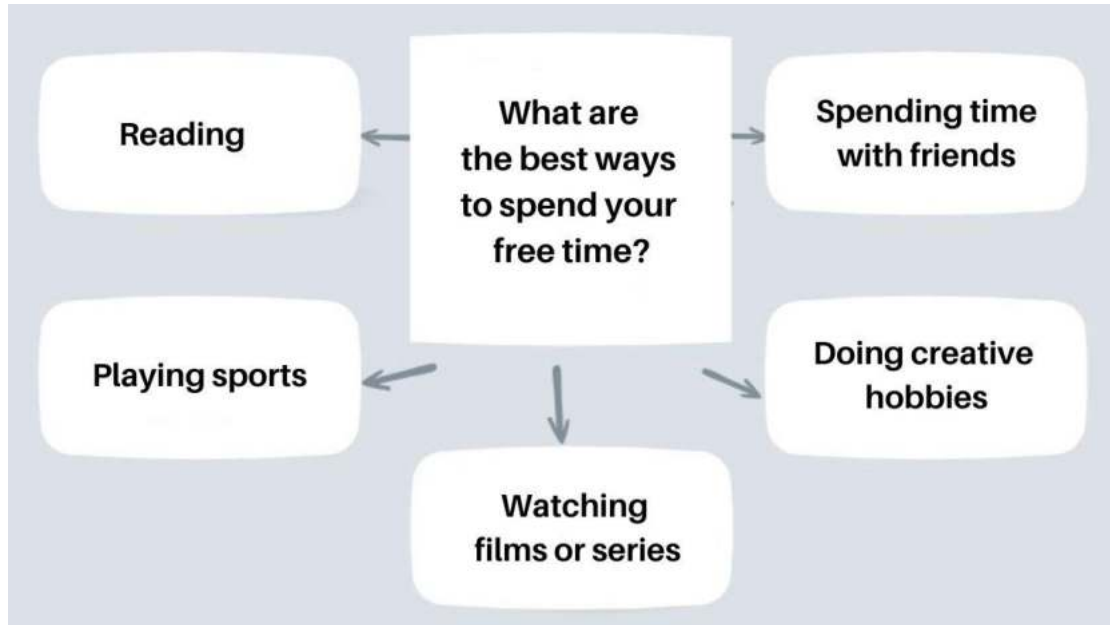 What are
the best ways
to spend your
free time?
Reading
Spending time
with friends
Playing sports
Doing creative
hobbies
Watching
films or series